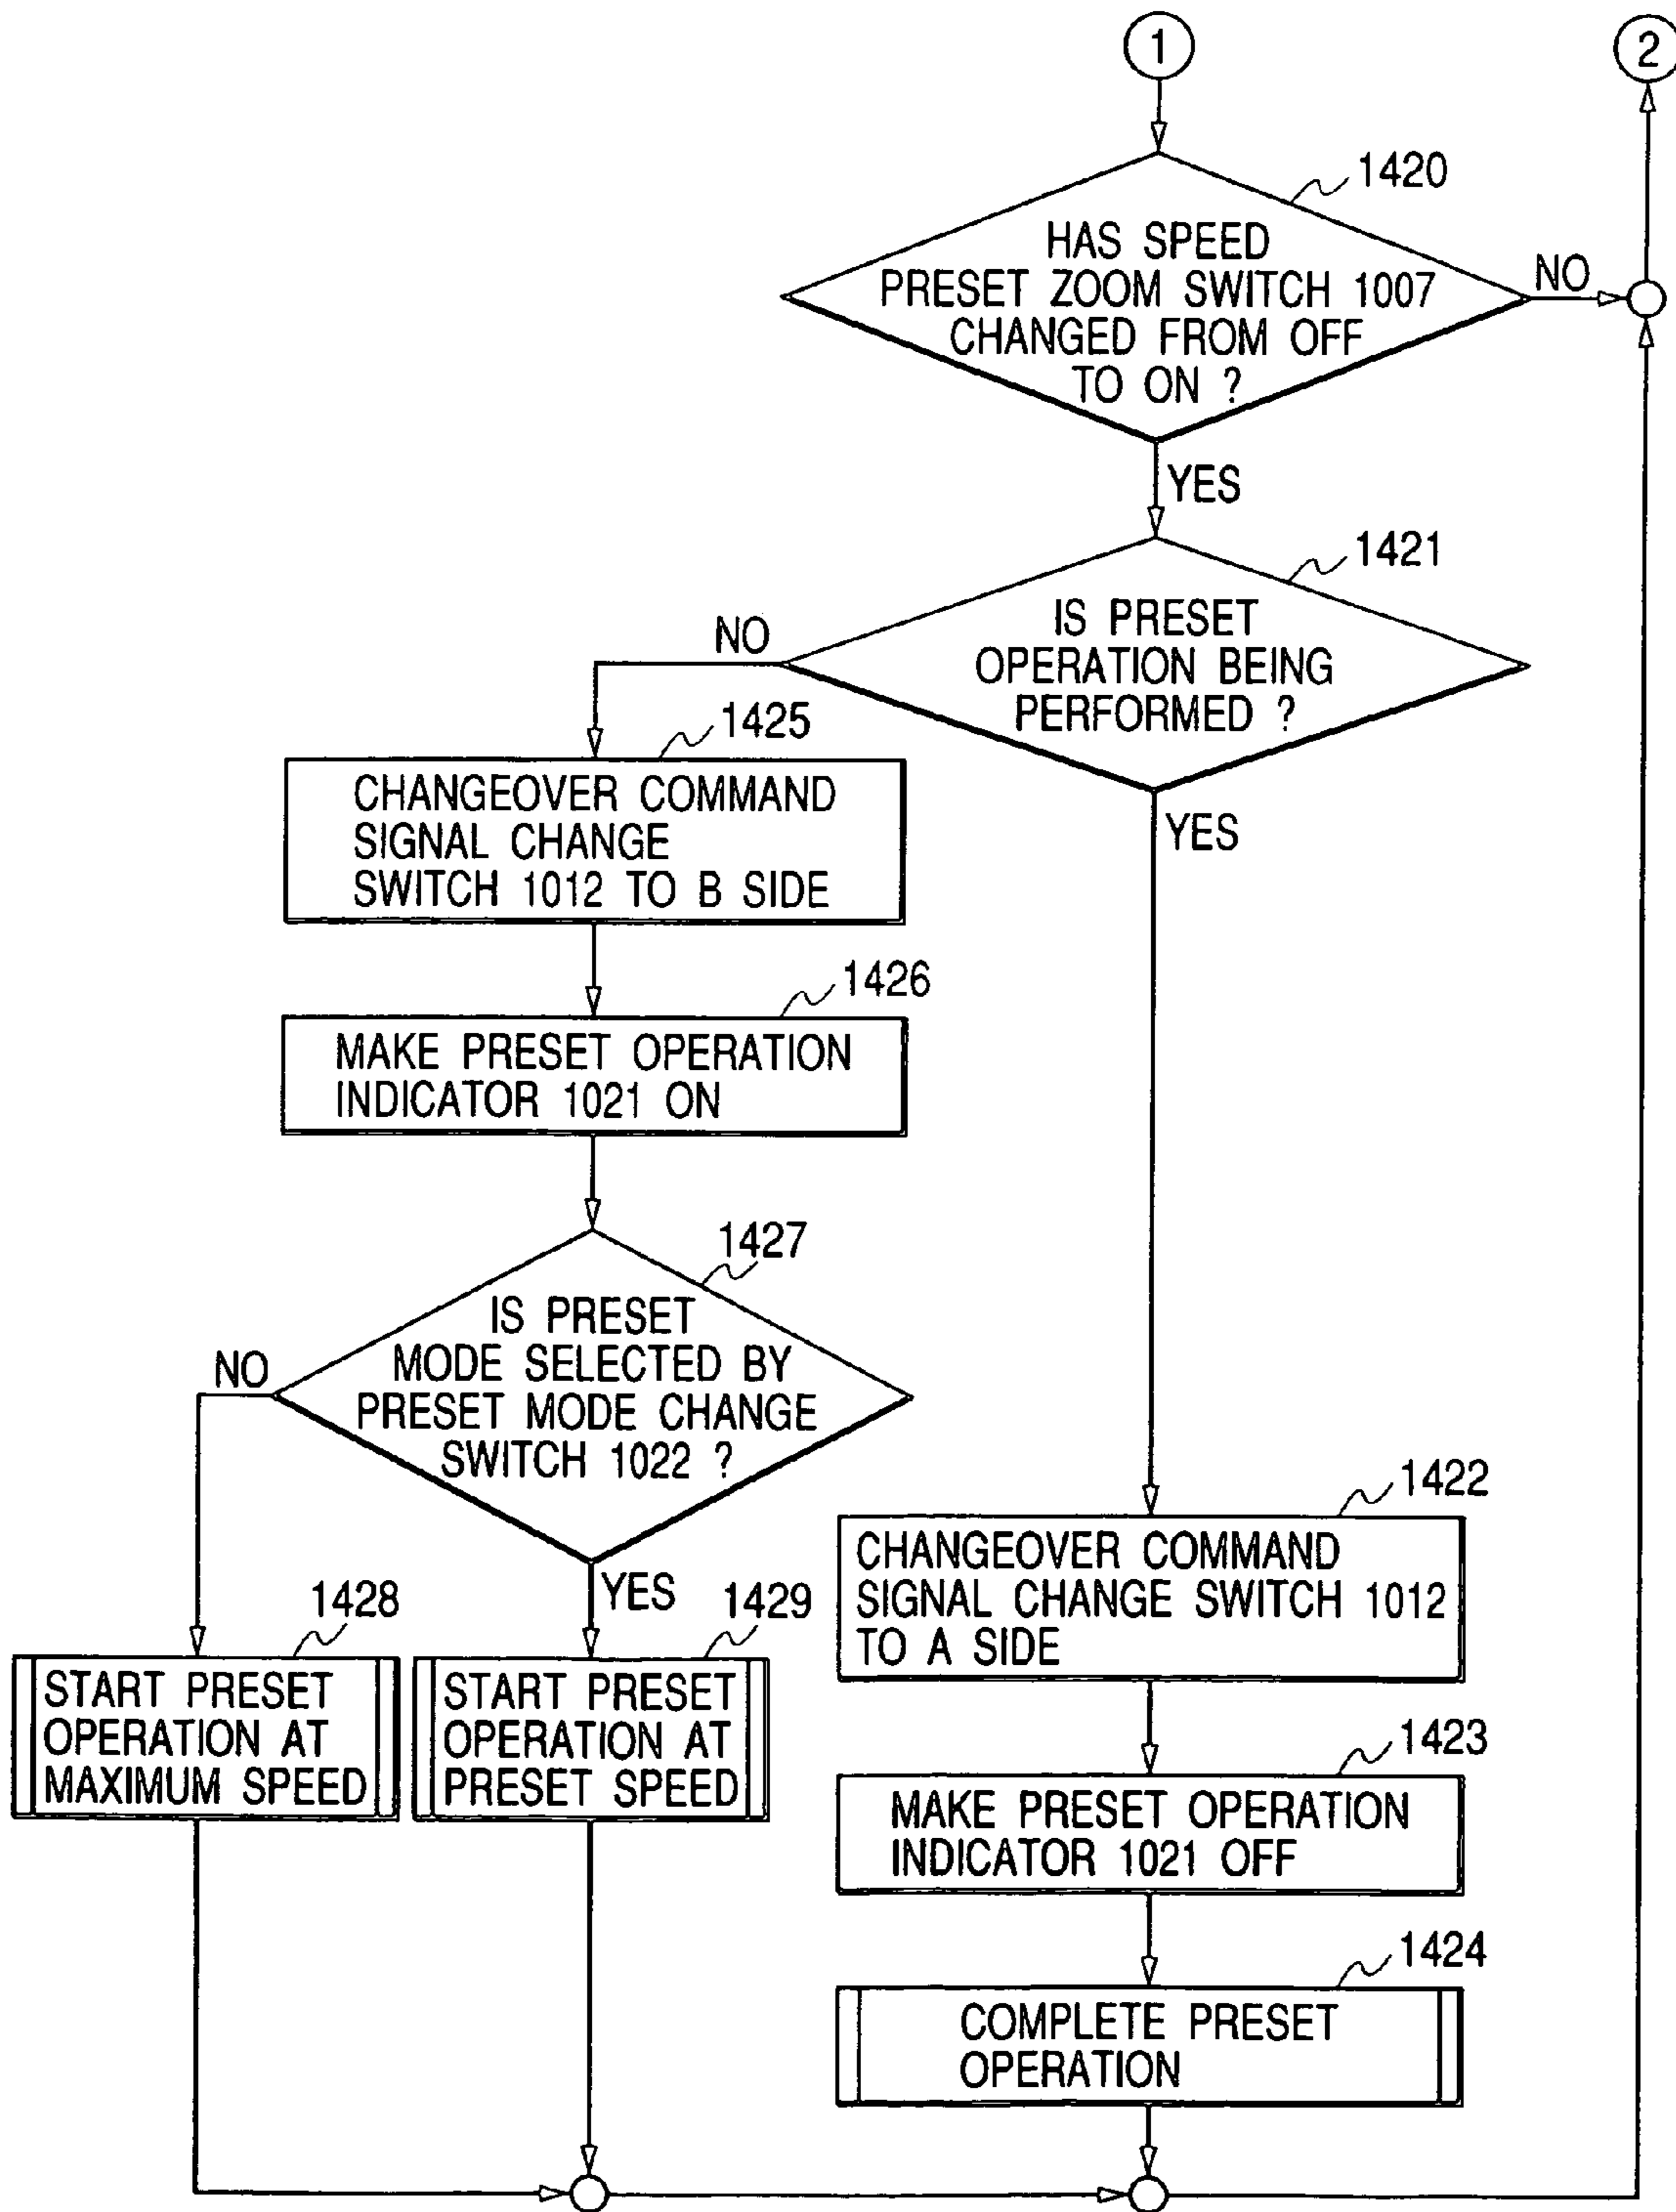 1
2
1420
HAS SPEED
PRESET ZOOM SWITCH 1007
CHANGED FROM OFF
TO ON ?
NO
YES
1421
IS PRESET
OPERATION BEING
PERFORMED ?
NO
YES
1425
CHANGEOVER COMMAND
SIGNAL CHANGE
SWITCH 1012 TO B SIDE
1426
MAKE PRESET OPERATION
INDICATOR 1021 ON
1427
IS PRESET
MODE SELECTED BY
PRESET MODE CHANGE
SWITCH 1022 ?
NO
YES
1428
START PRESET
OPERATION AT
MAXIMUM SPEED
1429
START PRESET
OPERATION AT
PRESET SPEED
1422
CHANGEOVER COMMAND
SIGNAL CHANGE SWITCH 1012
TO A SIDE
1423
MAKE PRESET OPERATION
INDICATOR 1021 OFF
1424
COMPLETE PRESET
OPERATION